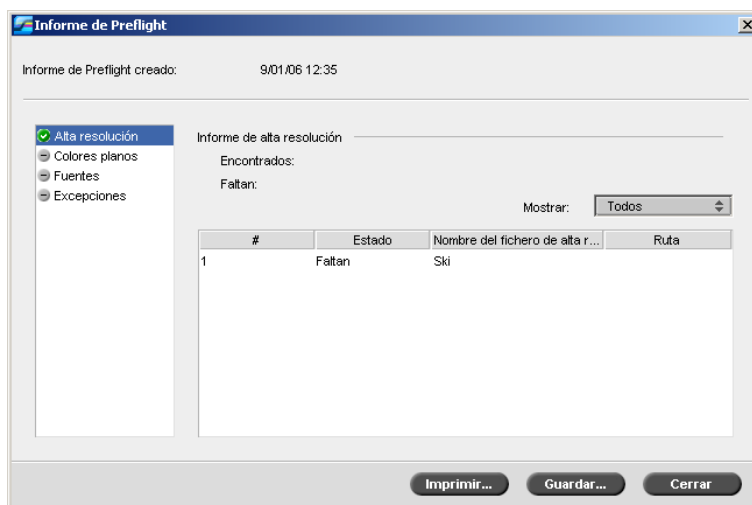 Informe de Preflight
Informe de Preflight creado: 9/01/06 12:35
Alta resolución
Colores planos
Fuentes
Excepciones
Informe de alta resolución
Encontrados:
Faltan:
Mostrar: Todos
# Estado Nombre del fichero de alta r... Ruta
1 Faltan Ski
Imprimir... Guardar... Cerrar